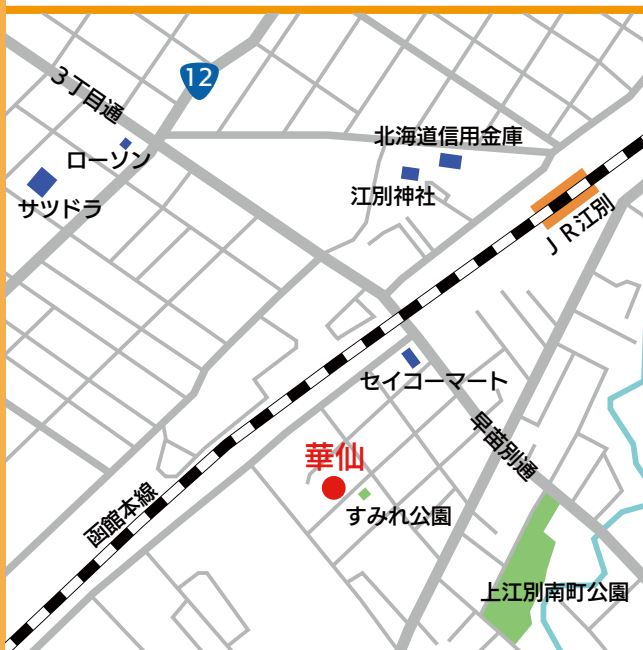 12
3丁目通
北海道信用金庫
ローソン
江別神社
サツドラ
JR江別
セイコーマート
早苗別通
華仙
函館本線
すみれ公園
上江別南町公園